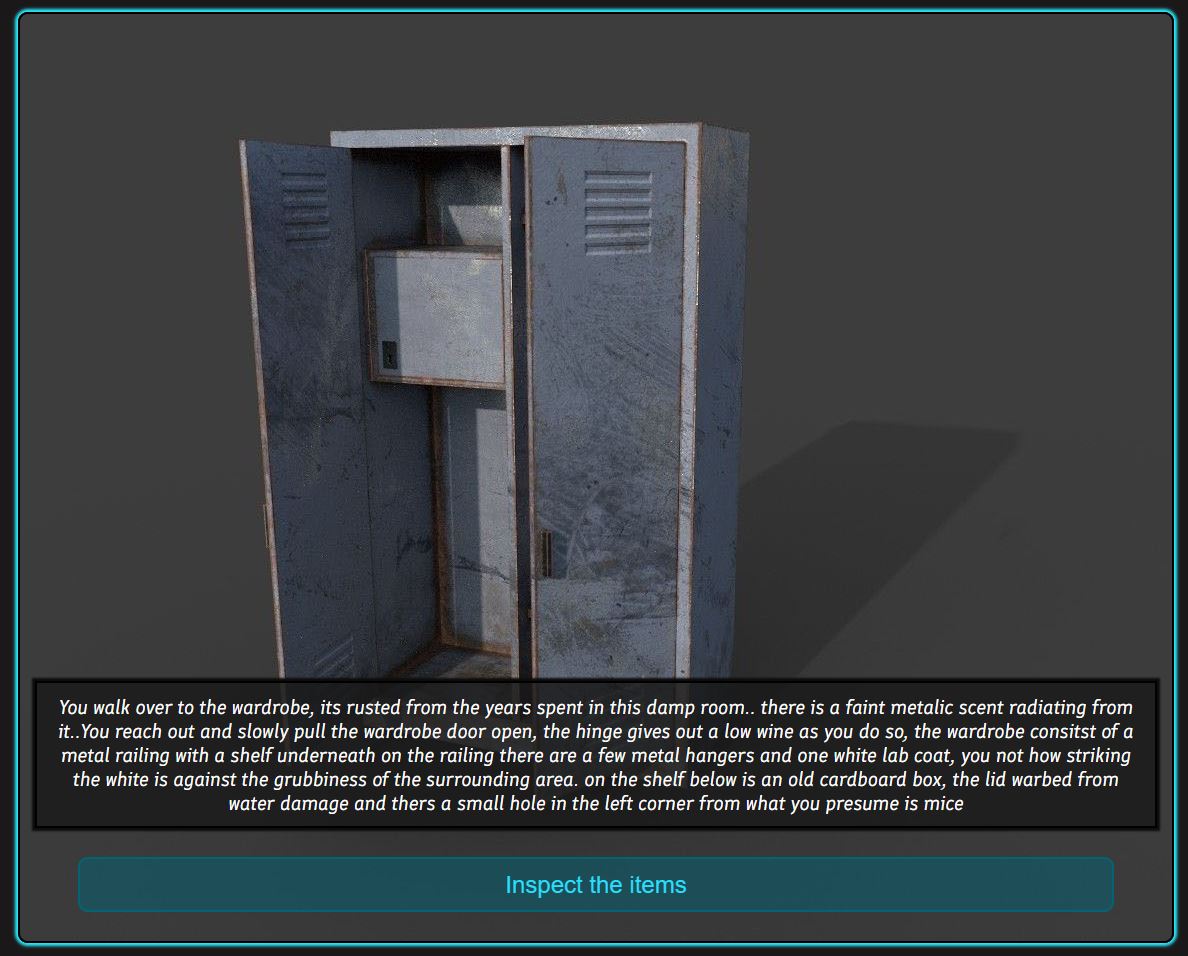 You walk over to the wardrobe, its rusted from the years spent in this damp room.. there is a faint metalic scent radiating from
it..You reach out and slowly pull the wardrobe door open, the hinge gives out a low wine as you do so, the wardrobe consitst of a
metal railing with a shelf underneath on the railing there are a few metal hangers and one white lab coat, you not how striking
the white is against the grubbiness of the surrounding area. on the shelf below is an old cardboard box, the lid warbed from
water damage and thers a small hole in the left corner from what you presume is mice
Inspect the items